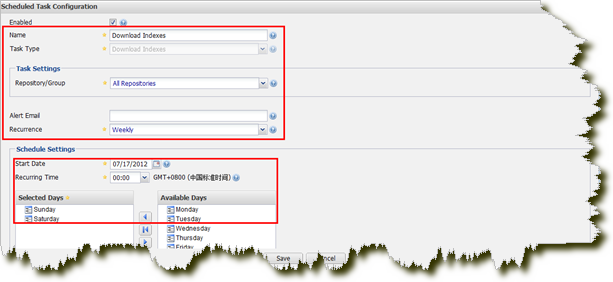 Scheduled Task Configuration
Enabled
Name Download Indexes
Task Type Download Indexes
Task Settings
Repository/Group All Repositories
Alert Email
Recurrence Weekly
Schedule Settings
Start Date 07/17/2012
Recurring Time 00:00 GMT+0800 (中国标准时间)
Selected Days Available Days
Sunday Monday
Saturday Tuesday
Wednesday
Thursday
Friday
Save Cancel